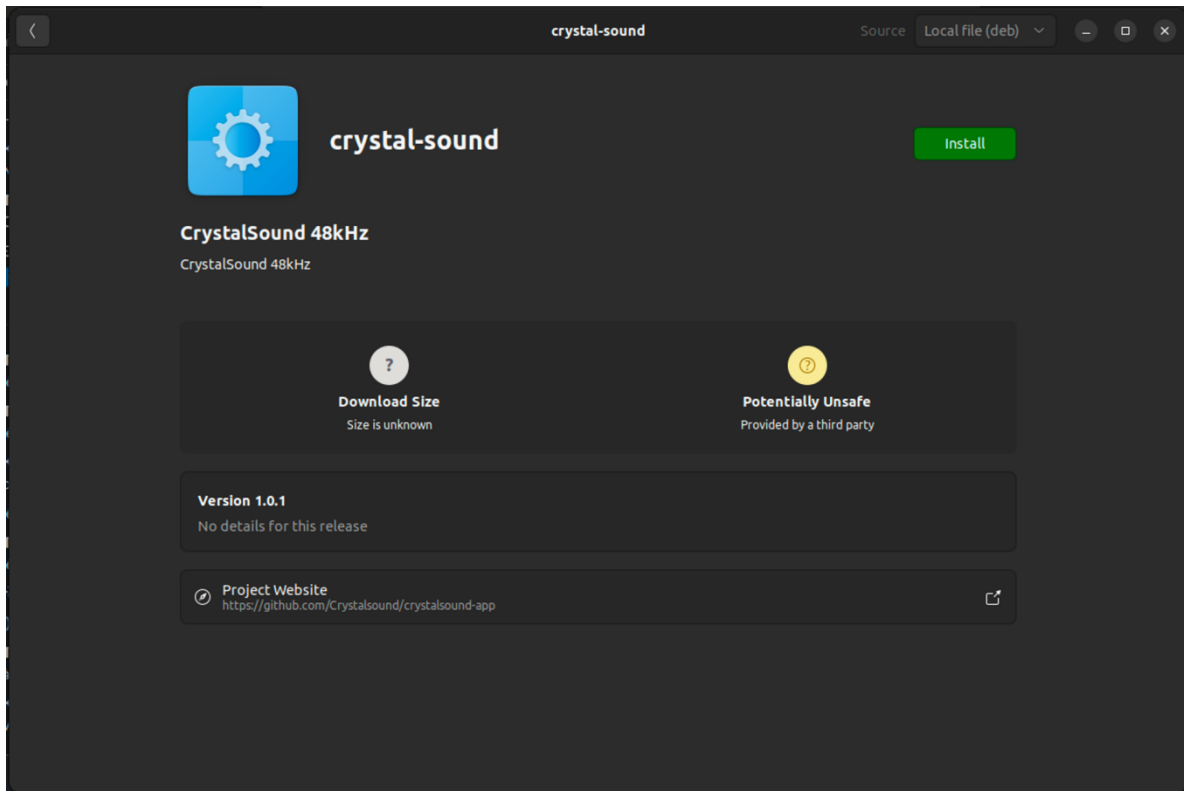 crystal-sound
Source Local file (deb)
crystal-sound
Install
CrystalSound 48kHz
CrystalSound 48kHz
?
Download Size
Size is unknown
?
Potentially Unsafe
Provided by a third party
Version 1.0.1
No details for this release
Project Website
https://github.com/Crystalsound/crystalsound-app